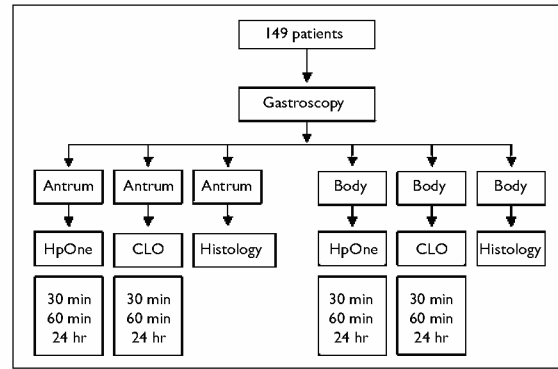 149 patients
Gastroscopy
Antrum Antrum Antrum Body Body Body
HpOne CLO Histology HpOne CLO Histology
30 min 30 min 30 min 30 min
60 min 60 min 60 min 60 min
24 hr 24 hr 24 hr 24 hr